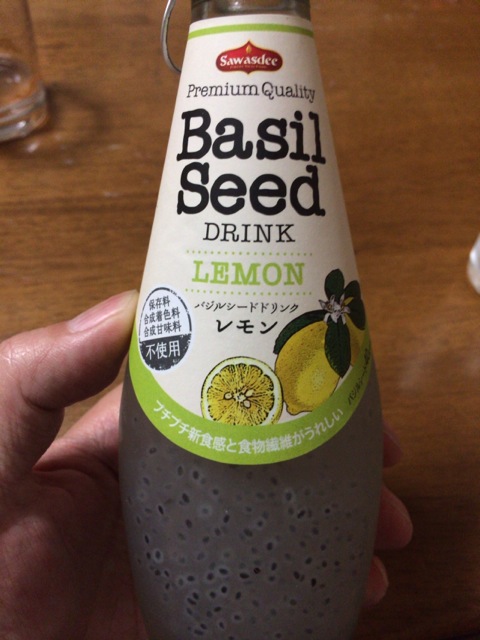 Sawasdee
Premium Quality
Basil
Seed
DRINK
LEMON
バジルシードドリンク
レモン
保存料
合成着色料
合成甘味料
不使用
プチプチ新食感と食物繊維がうれしい